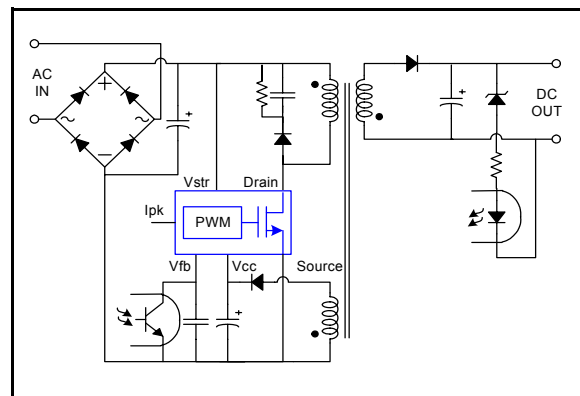 AC
IN
DC
OUT
Vstr
Drain
Ipk
PWM
Vfb
Vcc
Source